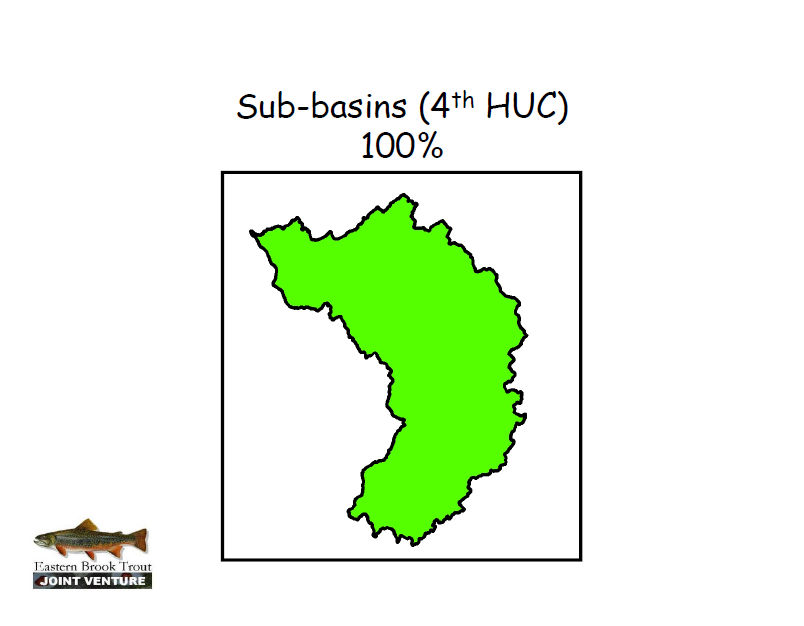 Sub-basins (4th HUC)
100%
Eastern Brook Trout
JOINT VENTURE